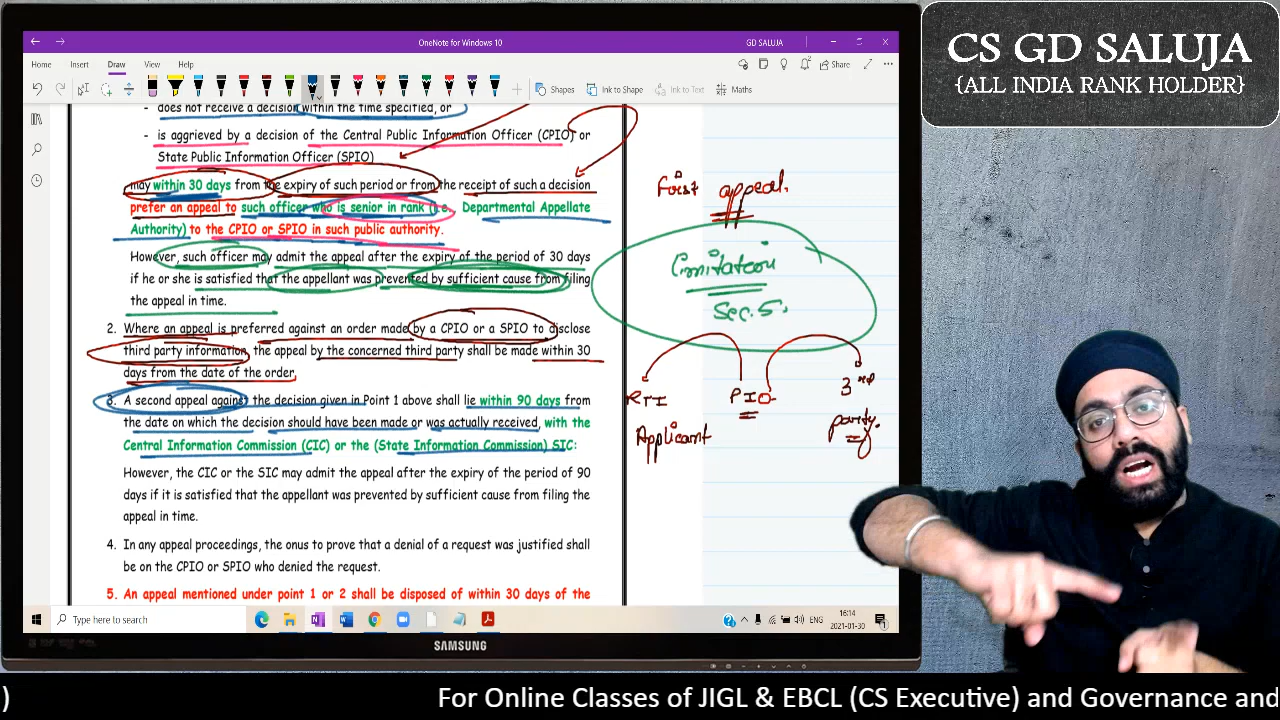 OneNote for Windows 10
GD SALUJA
Home Insert Draw View Help
Share
Shapes Ink to Shape Ink to Text Maths
- does not receive a decision within the time specified, or
- is aggrieved by a decision of the Central Public Information Officer (CPIO) or
State Public Information Officer (SPIO)
may within 30 days from the expiry of such period or from the receipt of such a decision
prefer an appeal to such officer who is senior in rank (i.e. Departmental Appellate
Authority) to the CPIO or SPIO in such public authority.
However, such officer may admit the appeal after the expiry of the period of 30 days
if he or she is satisfied that the appellant was prevented by sufficient cause from filing
the appeal in time.
2. Where an appeal is preferred against an order made by a CPIO or a SPIO to disclose
third party information, the appeal by the concerned third party shall be made within 30
days from the date of the order.
3. A second appeal against the decision given in Point 1 above shall lie within 90 days from
the date on which the decision should have been made or was actually received, with the
Central Information Commission (CIC) or the (State Information Commission) SIC:
However, the CIC or the SIC may admit the appeal after the expiry of the period of 90
days if it is satisfied that the appellant was prevented by sufficient cause from filing the
appeal in time.
4. In any appeal proceedings, the onus to prove that a denial of a request was justified shall
be on the CPIO or SPIO who denied the request.
5. An appeal mentioned under point 1 or 2 shall be disposed of within 30 days of the
First appeal.
Limitation
Sec. 5.
RTI PIO 3rd
Applicant party.
Type here to search
ENG
16:14
2021-01-30
SAMSUNG
CS GD SALUJA
{ALL INDIA RANK HOLDER}
) For Online Classes of JIGL & EBCL (CS Executive) and Governance and